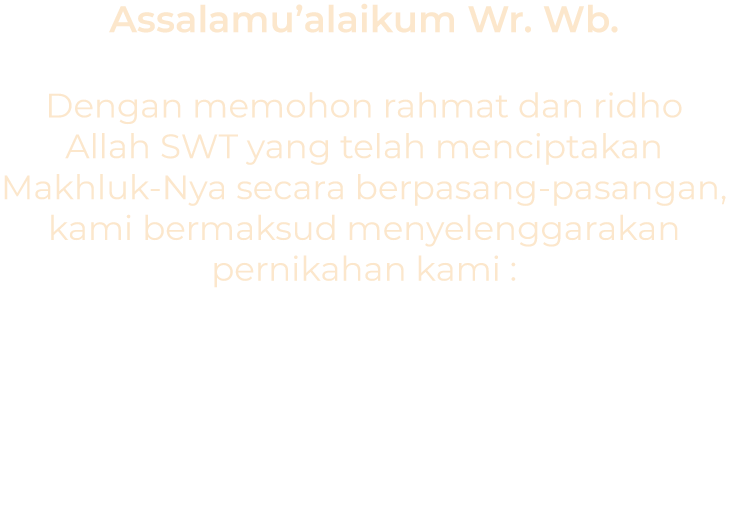 Assalamu’alaikum Wr. Wb.
Dengan memohon rahmat dan ridho
Allah SWT yang telah menciptakan
Makhluk-Nya secara berpasang-pasangan,
kami bermaksud menyelenggarakan
pernikahan kami :